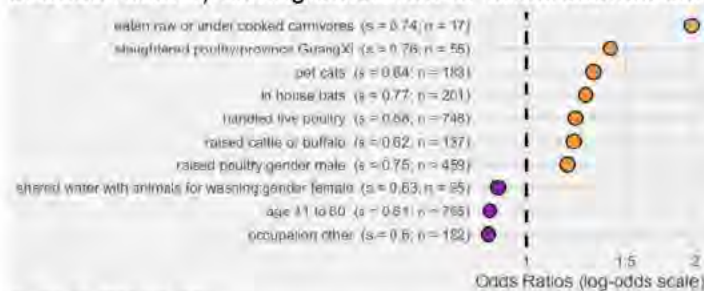 eaten raw or under cooked carnivores (s = 0.74; n = 17)
slaughtered poultry:province GuangXi (s = 0.76; n = 55)
pet cats (s = 0.64; n = 183)
in house bats (s = 0.77; n = 201)
handled live poultry (s = 0.68; n = 746)
raised cattle or buffalo (s = 0.62; n = 137)
raised poultry:gender male (s = 0.75; n = 459)
shared water with animals for washing:gender female (s = 0.63; n = 85)
age 41 to 60 (s = 0.61; n = 765)
occupation other (s = 0.6; n = 182)
1 1.5 2
Odds Ratios (log-odds scale)